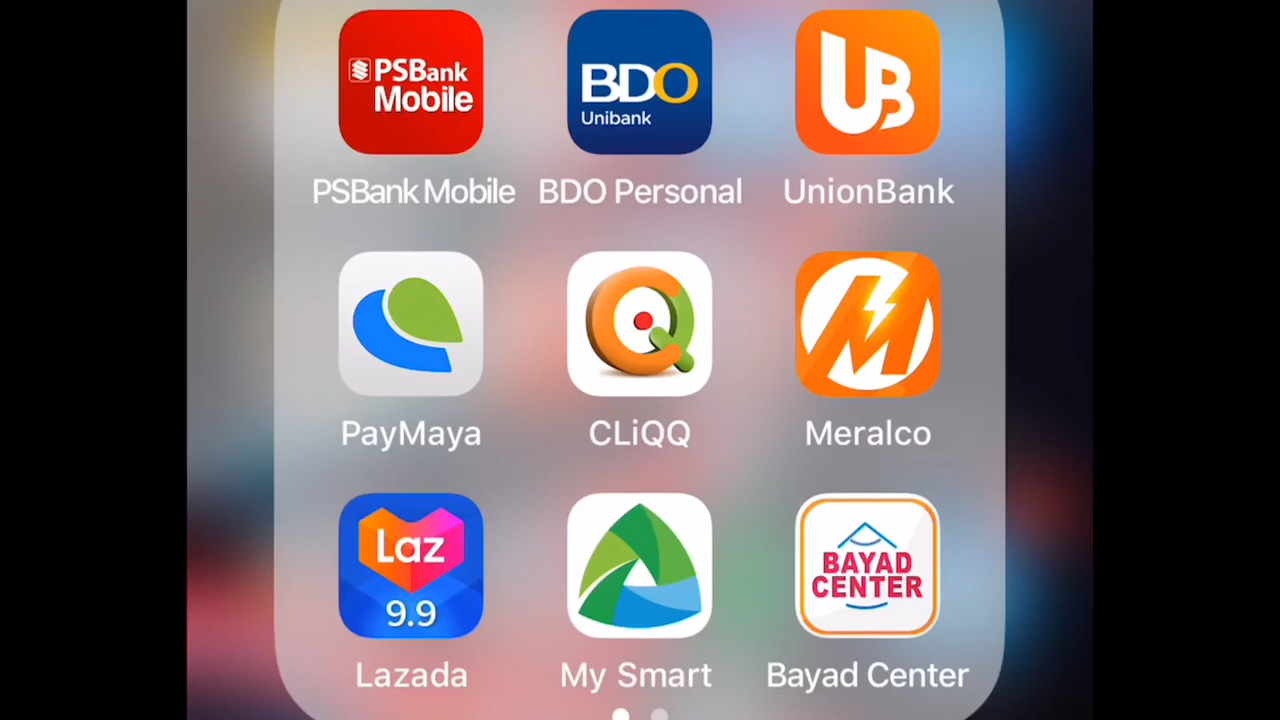 PSBank
Mobile
BDO
Unibank
UB
PSBank Mobile
BDO Personal
UnionBank
PayMaya
CLiQQ
Meralco
Laz
9.9
BAYAD
CENTER
Lazada
My Smart
Bayad Center